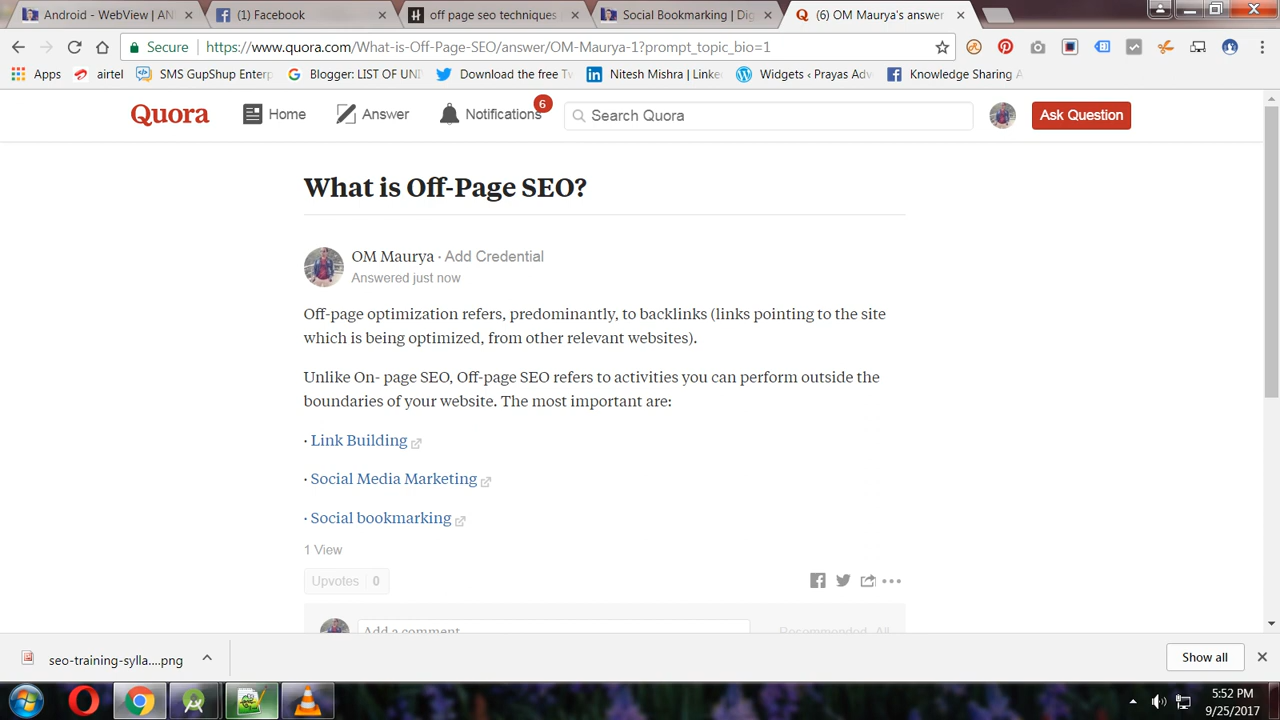 Android - WebView | AN
(1) Facebook
off page seo techniques
Social Bookmarking | Dig
(6) OM Maurya's answer
Secure https://www.quora.com/What-is-Off-Page-SEO/answer/OM-Maurya-1?prompt_topic_bio=1
Apps airtel SMS GupShup Enterp Blogger: LIST OF UNI Download the free Tw Nitesh Mishra | Linke Widgets ‹ Prayas Adv Knowledge Sharing A
Quora Home Answer Notifications 6 Search Quora Ask Question
What is Off-Page SEO?
OM Maurya · Add Credential
Answered just now
Off-page optimization refers, predominantly, to backlinks (links pointing to the site
which is being optimized, from other relevant websites).
Unlike On- page SEO, Off-page SEO refers to activities you can perform outside the
boundaries of your website. The most important are:
· Link Building
· Social Media Marketing
· Social bookmarking
1 View
Upvotes 0
Add a comment
Recommended All
seo-training-sylla....png
Show all
5:52 PM
9/25/2017